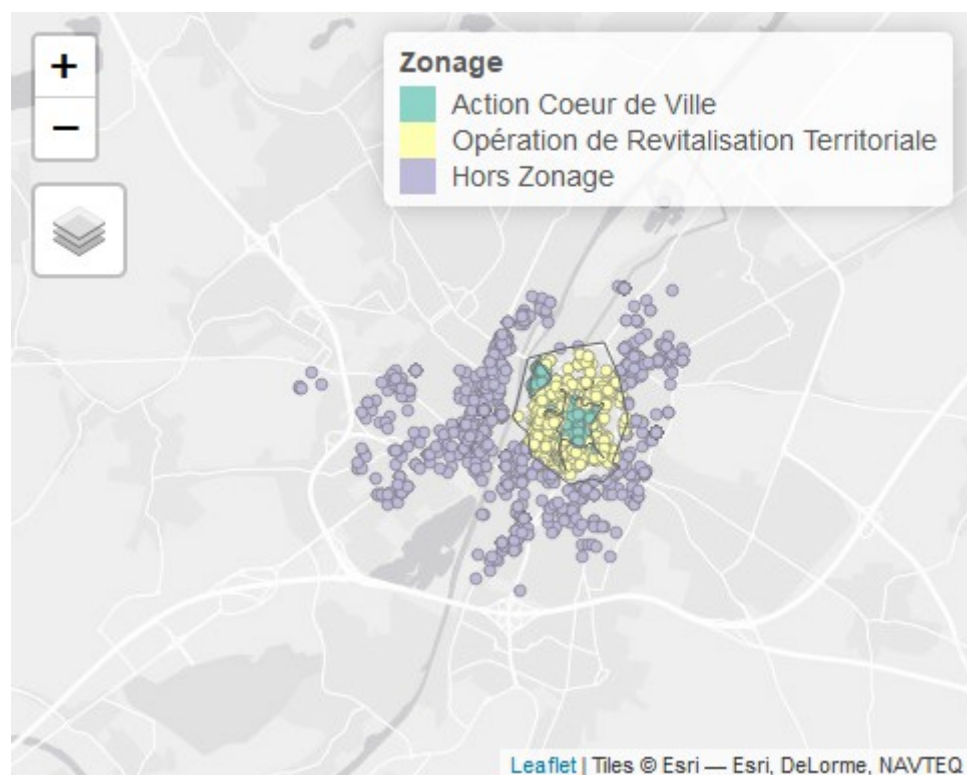 +
−
Zonage
Action Coeur de Ville
Opération de Revitalisation Territoriale
Hors Zonage
Leaflet | Tiles © Esri — Esri, DeLorme, NAVTEQ